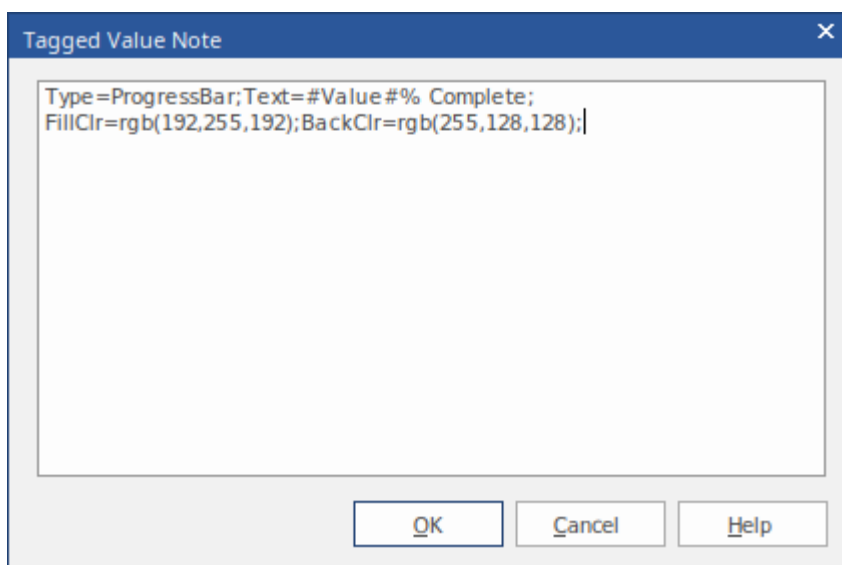 Tagged Value Note
Type=ProgressBar;Text=#Value#% Complete;
FillClr=rgb(192,255,192);BackClr=rgb(255,128,128);
OK
Cancel
Help